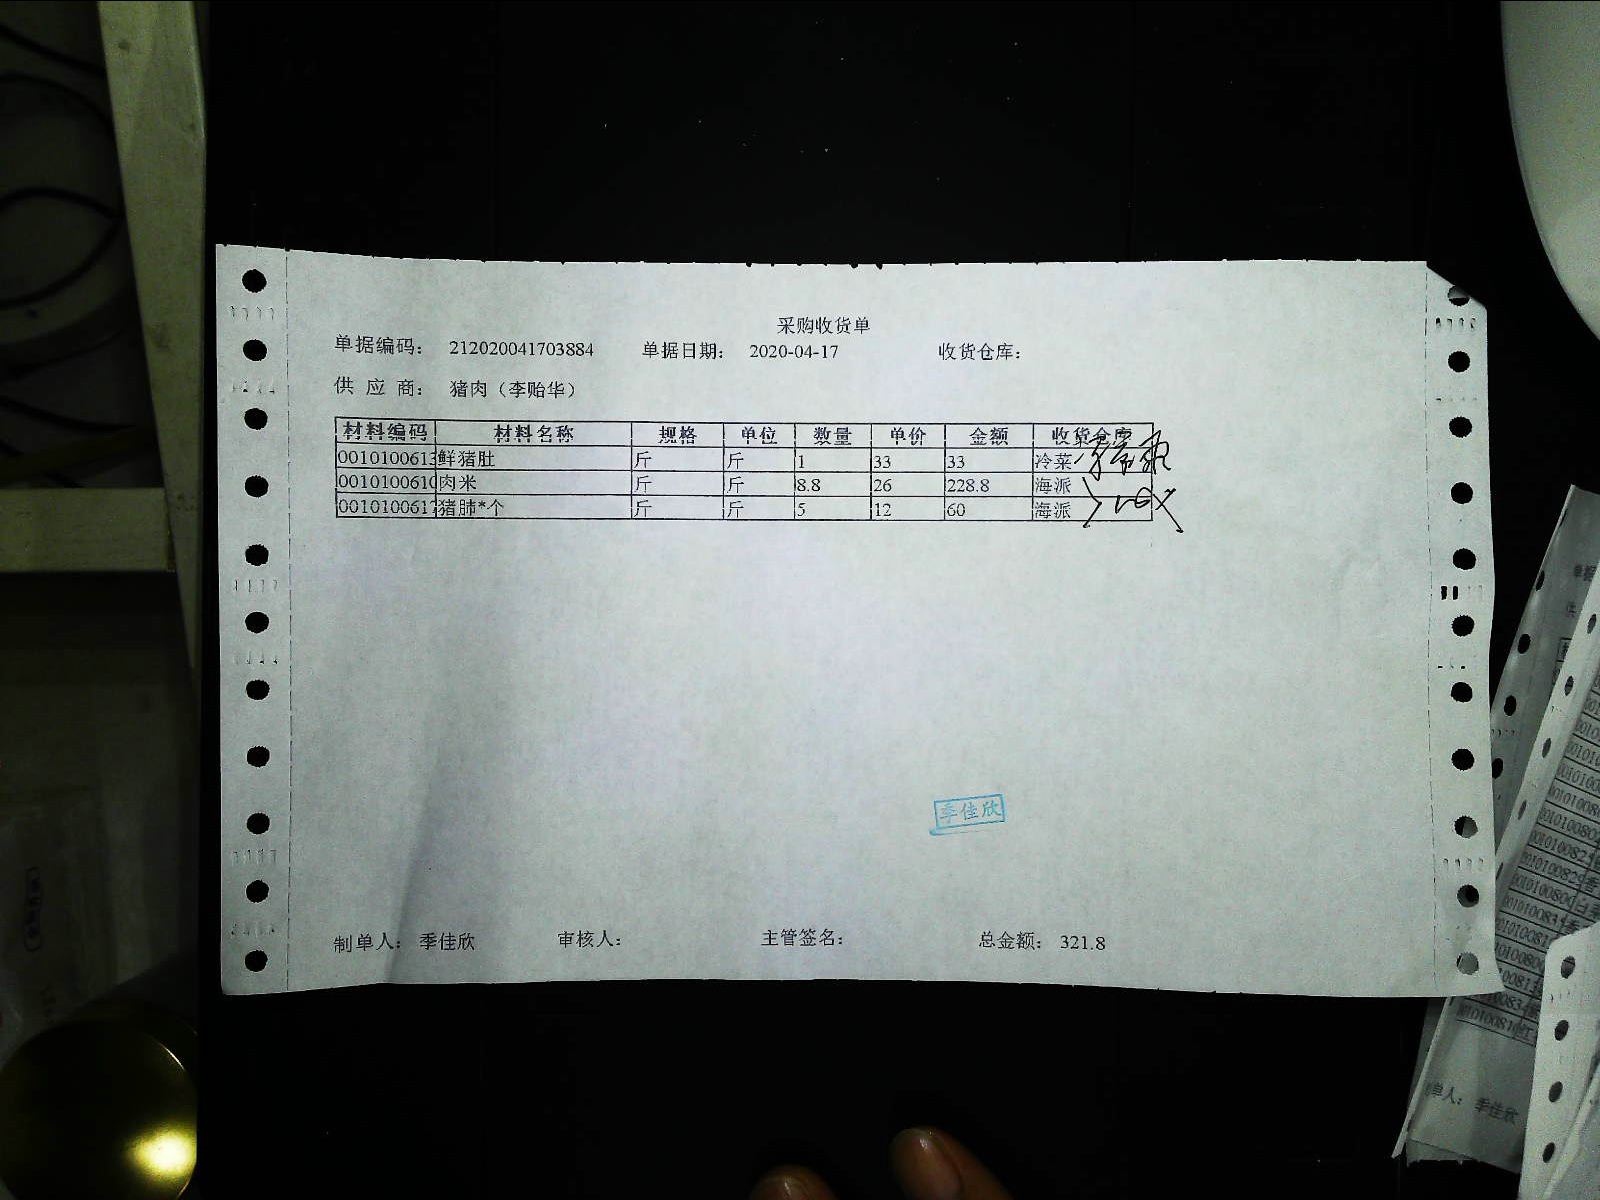 采购收货单
单据编码： 212020041703884 单据日期： 2020-04-17 收货仓库：
供 应 商： 猪肉（李贻华）
材料编码 材料名称 规格 单位 数量 单价 金额 收货仓库
0010100613 鲜猪肚 斤 斤 1 33 33 冷菜
0010100610 肉米 斤 斤 8.8 26 228.8 海派
0010100617 猪肺*个 斤 斤 5 12 60 海派
季佳欣
制单人： 季佳欣 审核人： 主管签名： 总金额： 321.8
单人： 季佳欣